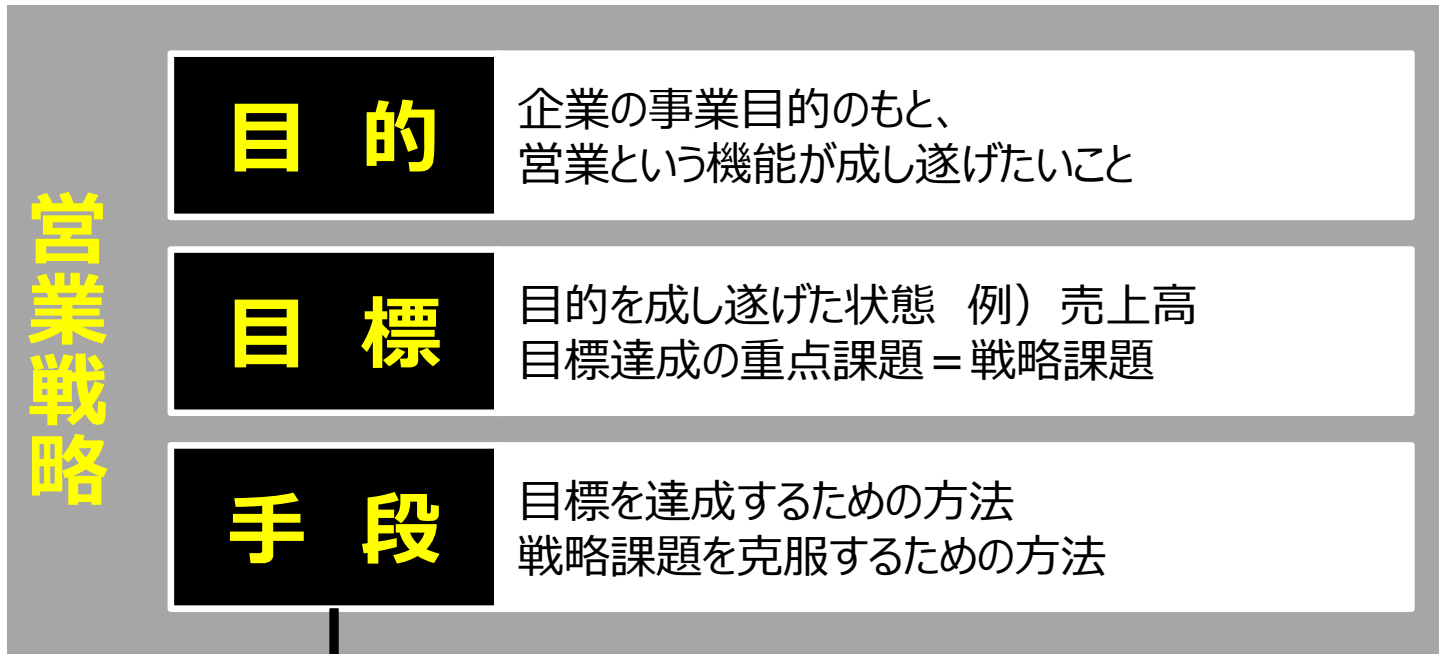 営業戦略
目 的
企業の事業目的のもと、
営業という機能が成し遂げたいこと
目 標
目的を成し遂げた状態 例）売上高
目標達成の重点課題＝戦略課題
手 段
目標を達成するための方法
戦略課題を克服するための方法